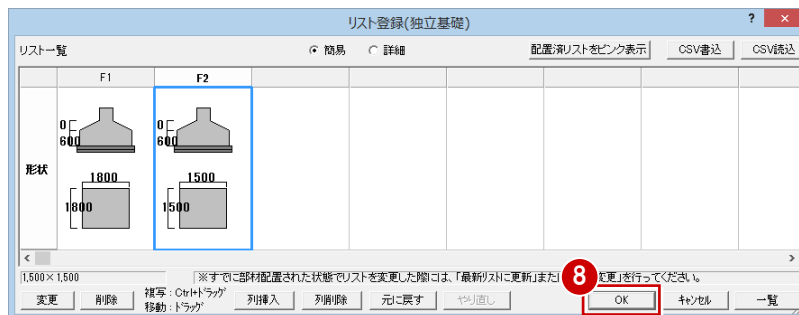 リスト登録(独立基礎)
? ×
リスト一覧 簡易 詳細 配置済リストをピンク表示 CSV書込 CSV読込
F1 F2
形状
0 0
600 600
1800 1500
1800 1500
1,500×1,500 ※すでに部材配置された状態でリストを変更した際には、「最新リストに更新」また 変更」を行ってください。
8
変更 削除 複写:Ctrl+ドラッグ 列挿入 列削除 元に戻す やり直し OK キャンセル 一覧
移動:ドラッグ